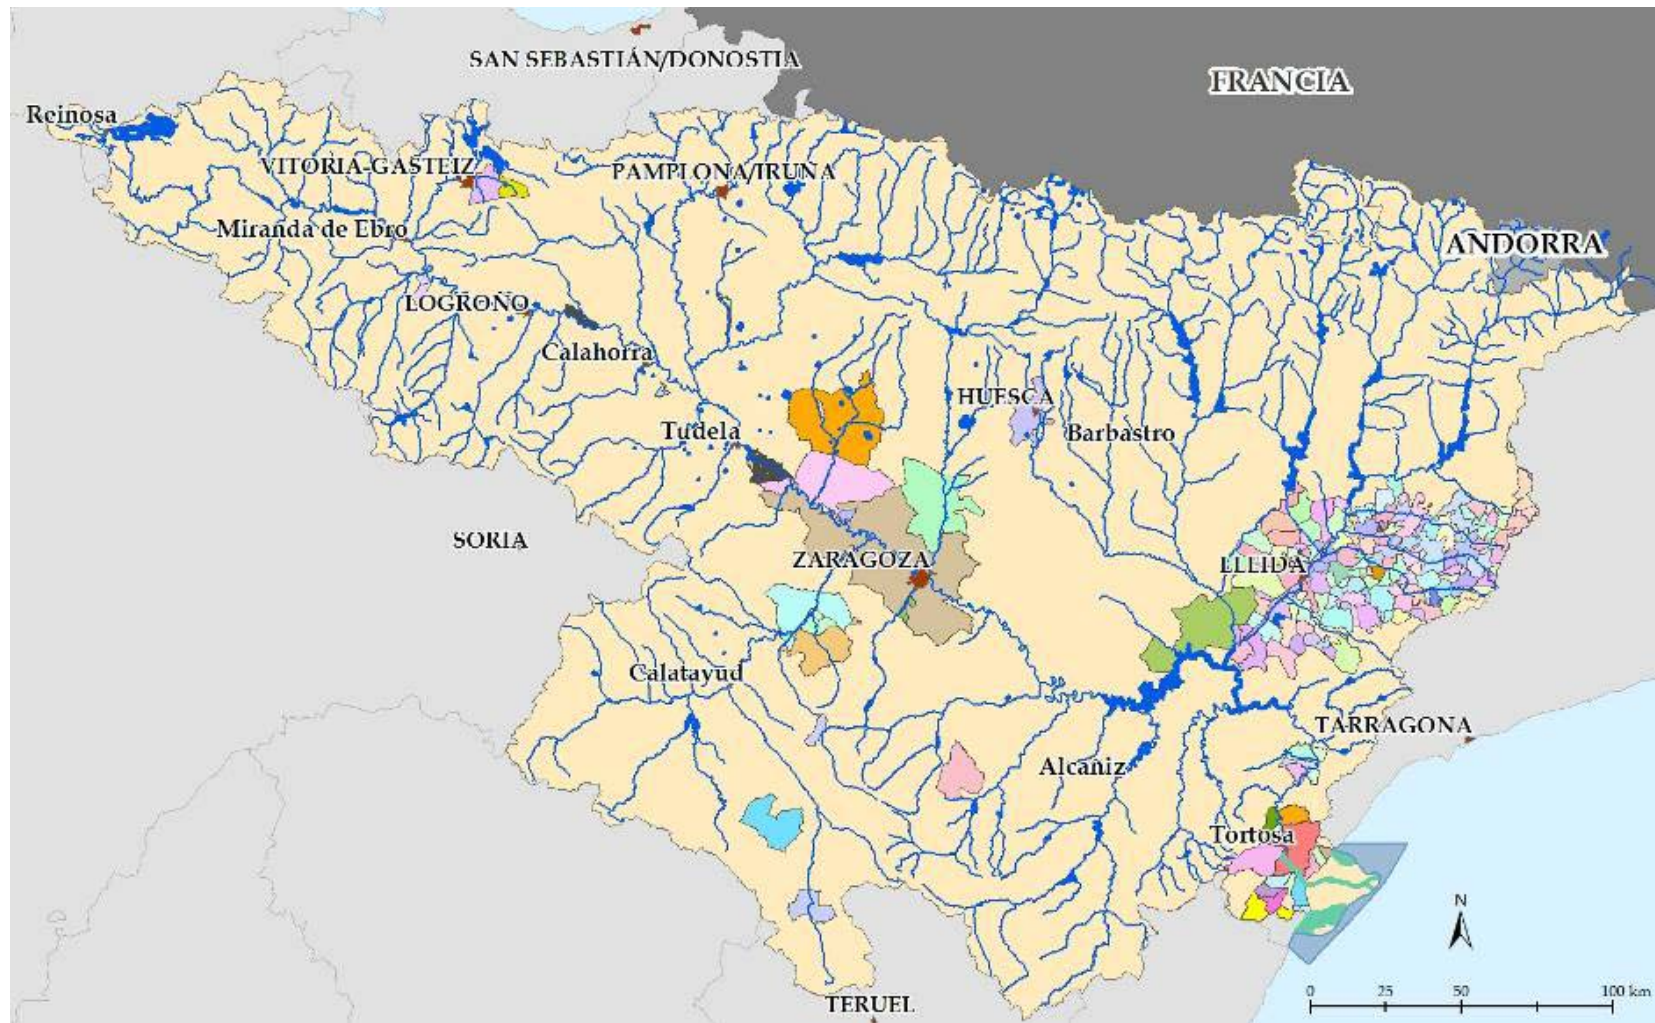 SAN SEBASTIÁN/DONOSTIA
FRANCIA
Reinosa
VITORIA-GASTEIZ
PAMPLONA/IRUÑA
Miranda de Ebro
ANDORRA
LOGROÑO
Calahorra
HUESCA
Tudela
Barbastro
SORIA
ZARAGOZA
LLEIDA
Calatayud
TARRAGONA
Alcañiz
Tortosa
N
TERUEL
0 25 50 100 km